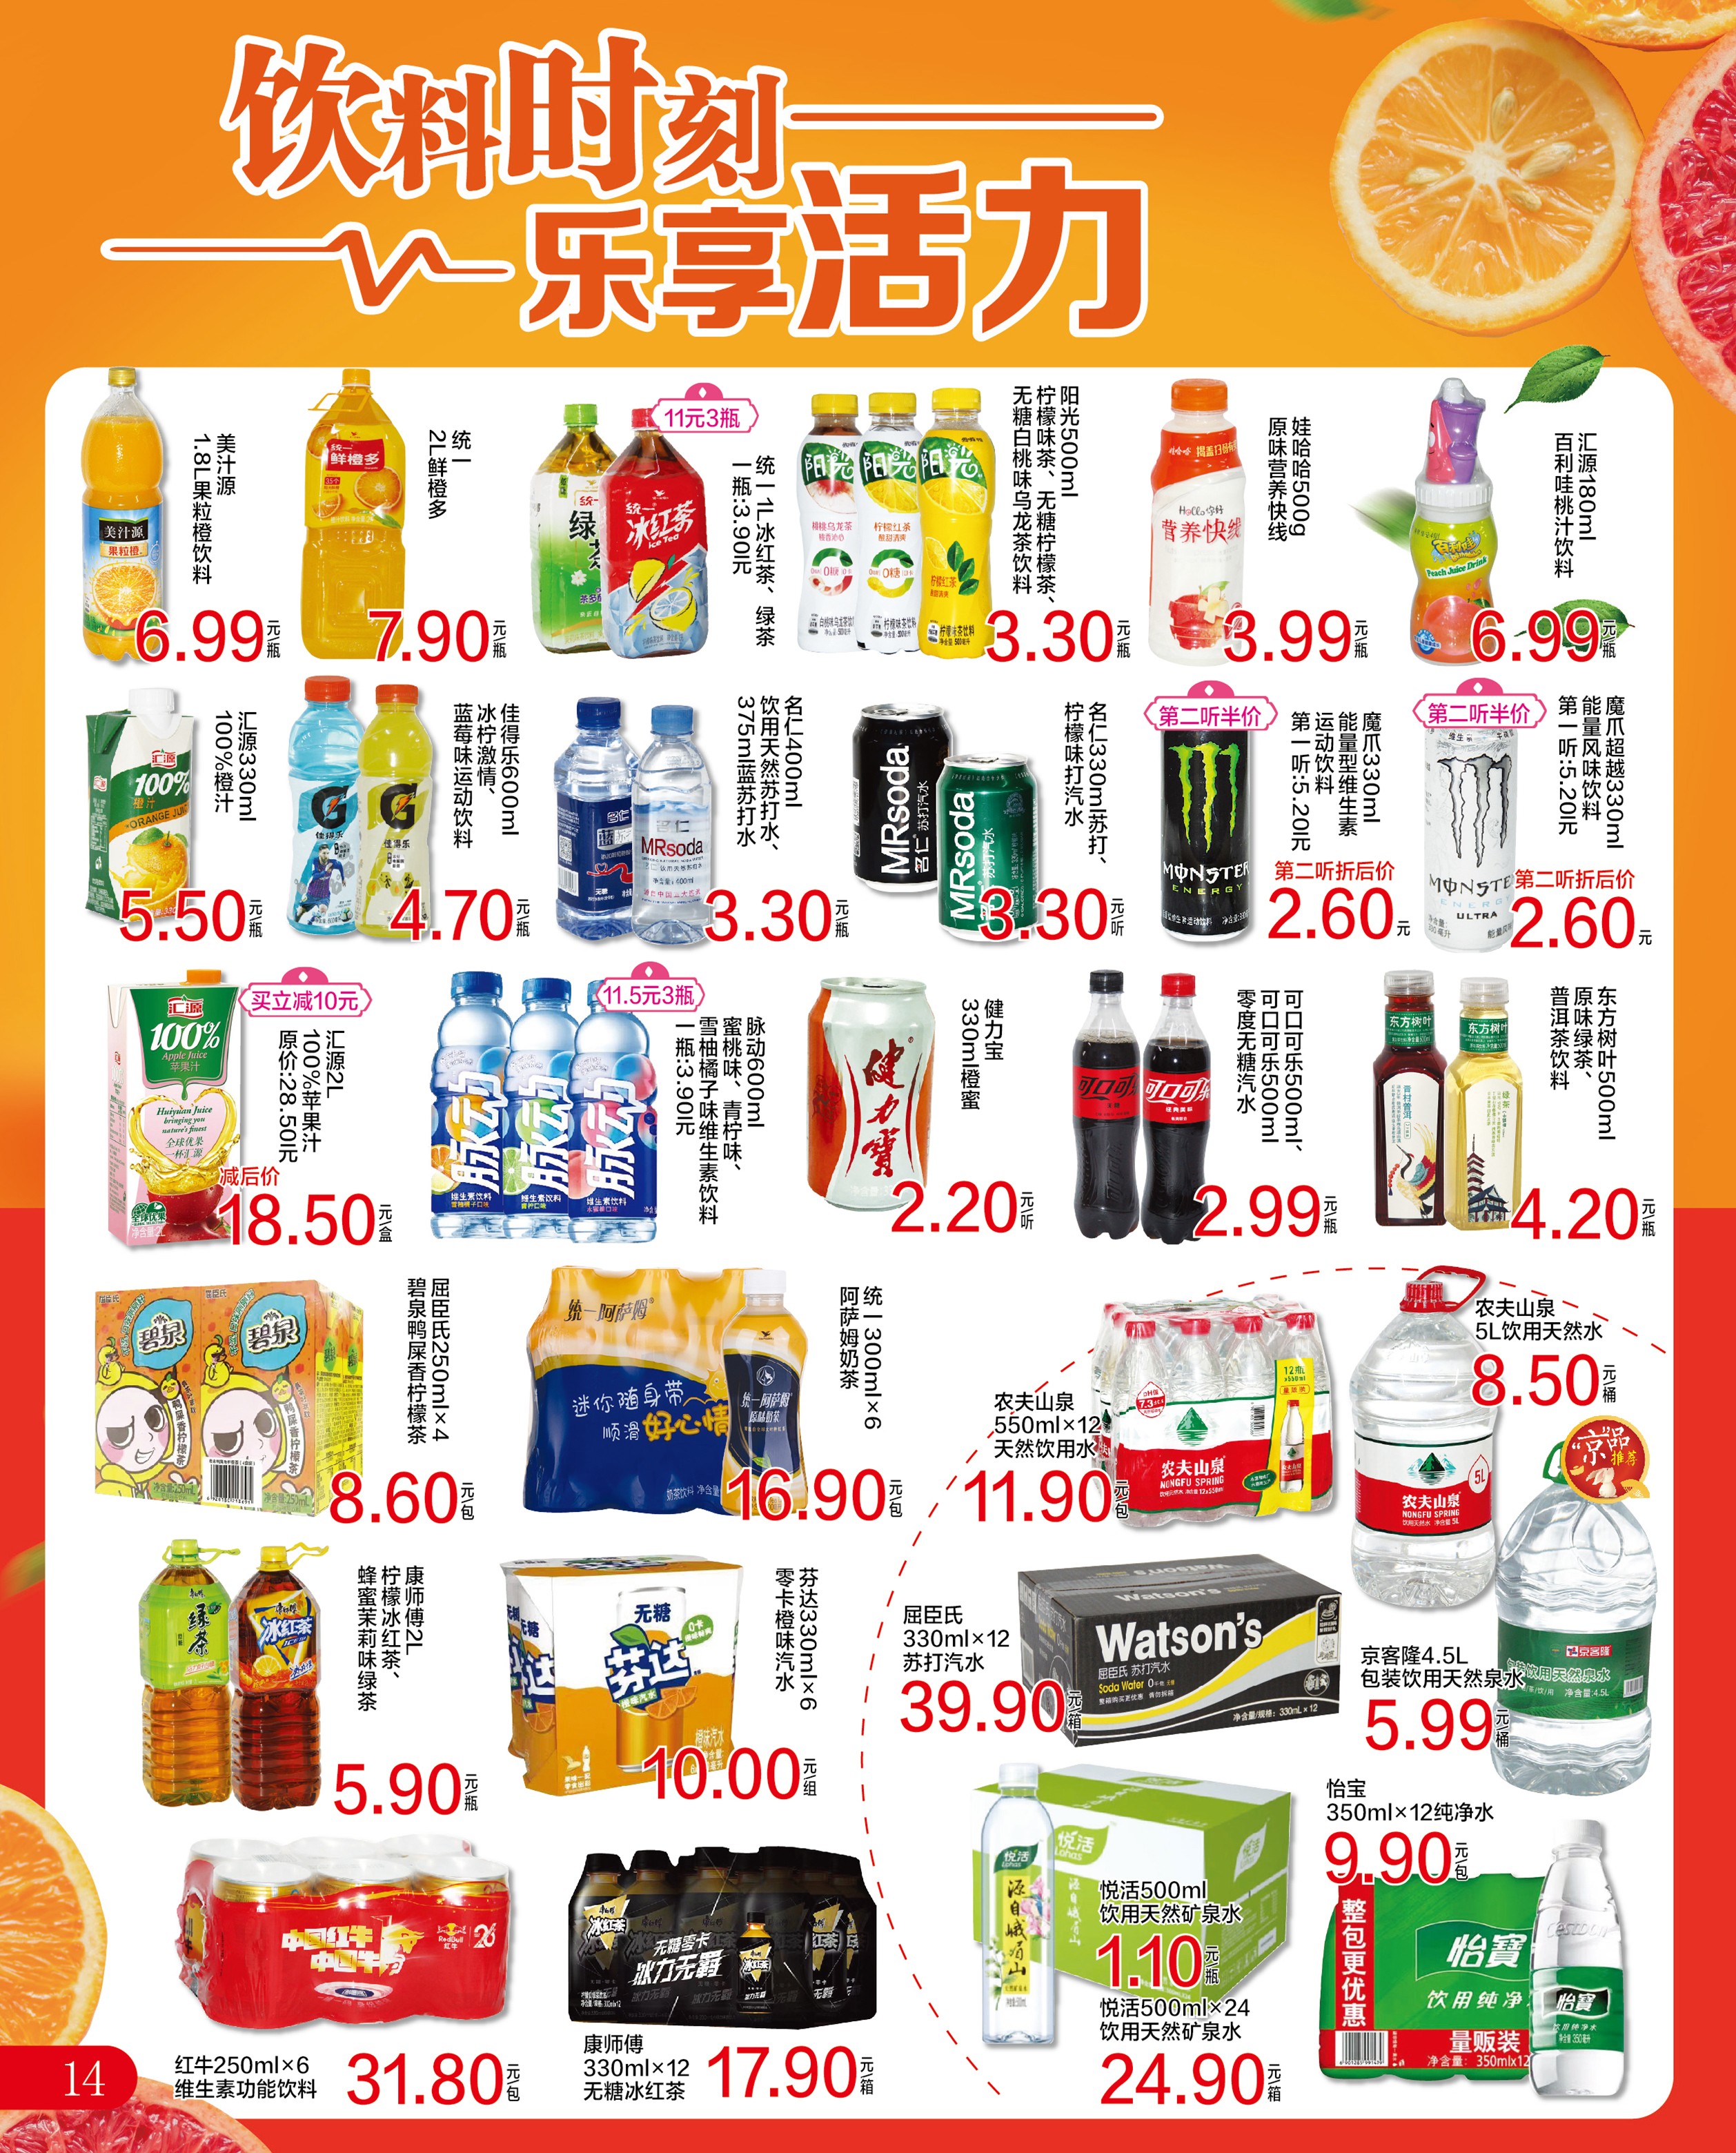 饮料时刻
乐享活力
美汁源
1.8L果粒橙饮料
6.99元/瓶
统一
2L鲜橙多
7.90元/瓶
11元3瓶
统一1L冰红茶、绿茶
一瓶:3.90元
阳光500ml
柠檬味茶、无糖柠檬茶、
无糖白桃味乌龙茶饮料
3.30元/瓶
娃哈哈500g
原味营养快线
3.99元/瓶
汇源180ml
百利哇桃汁饮料
6.99元/瓶
汇源330ml
100%橙汁
5.50元/瓶
佳得乐600ml
冰柠激情、
蓝莓味运动饮料
4.70元/瓶
名仁400ml
饮用天然苏打水、
375ml蓝苏打水
3.30元/瓶
名仁330ml苏打、
柠檬味打汽水
3.30元/听
第二听半价
魔爪330ml
能量型维生素
运动饮料
第一听:5.20元
第二听折后价
2.60元
第二听半价
魔爪超越330ml
能量风味饮料
第一听:5.20元
第二听折后价
2.60元
买立减10元
汇源2L
100%苹果汁
原价:28.50元
减后价
18.50元/盒
11.5元3瓶
脉动600ml
蜜桃味、青柠味、
雪柚橘子味维生素饮料
一瓶:3.90元
健力宝
330ml橙蜜
2.20元/听
可口可乐500ml、
可口可乐500ml
零度无糖汽水
2.99元/瓶
东方树叶500ml
原味绿茶、
普洱茶饮料
4.20元/瓶
屈臣氏250ml×4
碧泉鸭屎香柠檬茶
8.60元/包
统一300ml×6
阿萨姆奶茶
16.90元/包
农夫山泉
550ml×12
天然饮用水
11.90元/包
农夫山泉
5L饮用天然水
8.50元/桶
“京”品
推荐
康师傅2L
柠檬冰红茶、
蜂蜜茉莉味绿茶
5.90元/瓶
芬达330ml×6
零卡橙味汽水
10.00元/组
屈臣氏
330ml×12
苏打汽水
39.90元/箱
Watson's
屈臣氏 苏打汽水
Soda Water
京客隆4.5L
包装饮用天然泉水
5.99元/桶
怡宝
350ml×12纯净水
9.90元/包
整包更优惠
怡寶
量贩装
悦活500ml
饮用天然矿泉水
1.10元/瓶
悦活500ml×24
饮用天然矿泉水
24.90元/箱
红牛250ml×6
维生素功能饮料
31.80元/包
康师傅
330ml×12
无糖冰红茶
17.90元/箱
14